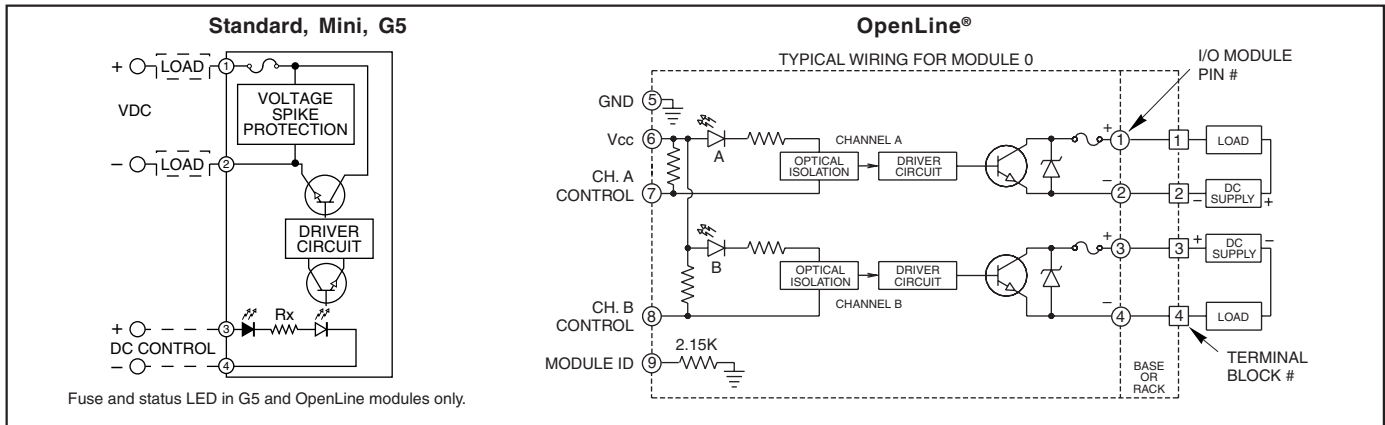 Standard, Mini, G5
+ LOAD 1
VDC
VOLTAGE
SPIKE
PROTECTION
– LOAD 2
DRIVER
CIRCUIT
+ 3 Rx
DC CONTROL
– 4
Fuse and status LED in G5 and OpenLine modules only.
OpenLine®
TYPICAL WIRING FOR MODULE 0
I/O MODULE
PIN #
GND 5
Vcc 6
A
CHANNEL A
OPTICAL
ISOLATION
DRIVER
CIRCUIT
+ 1 1 LOAD
CH. A
CONTROL 7
– 2 2 – DC
SUPPLY +
B
OPTICAL
ISOLATION
DRIVER
CIRCUIT
CHANNEL B
+ 3 3 + DC
SUPPLY –
CH. B
CONTROL 8
– 4 4 LOAD
MODULE ID 9 2.15K
BASE
OR
RACK
TERMINAL
BLOCK #